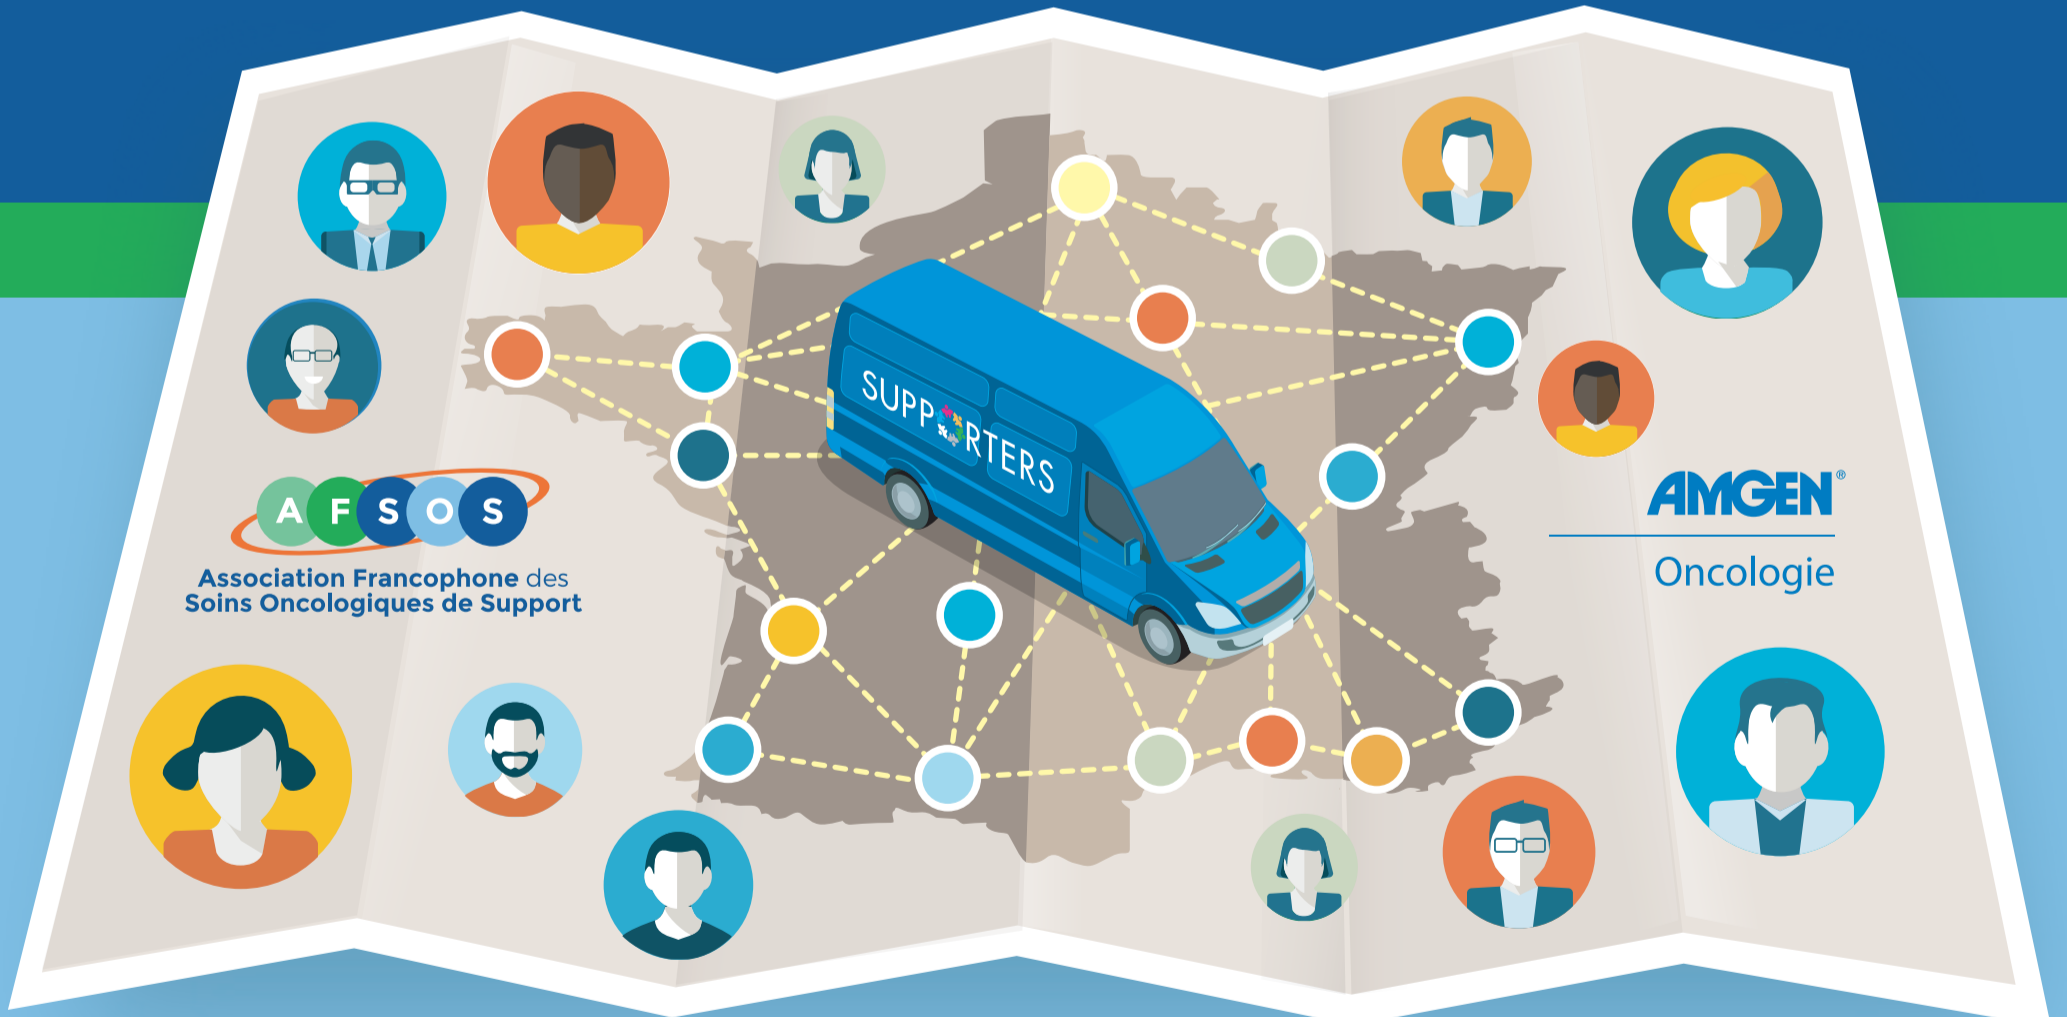 SUPPORTERS
AFSOS
Association Francophone des
Soins Oncologiques de Support
AMGEN®
Oncologie